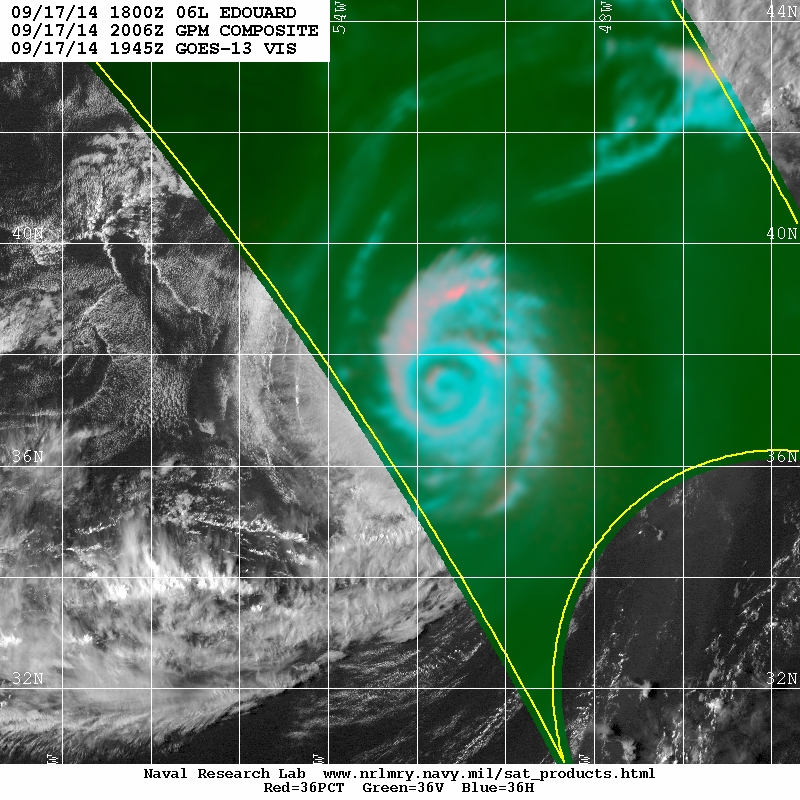 09/17/14 1800Z 06L EDOUARD
09/17/14 2006Z GPM COMPOSITE
09/17/14 1945Z GOES-13 VIS
54W
48W
44N
40N
40N
36N
36N
32N
32N
W
W
W
Naval Research Lab www.nrlmry.navy.mil/sat_products.html
Red=36PCT Green=36V Blue=36H